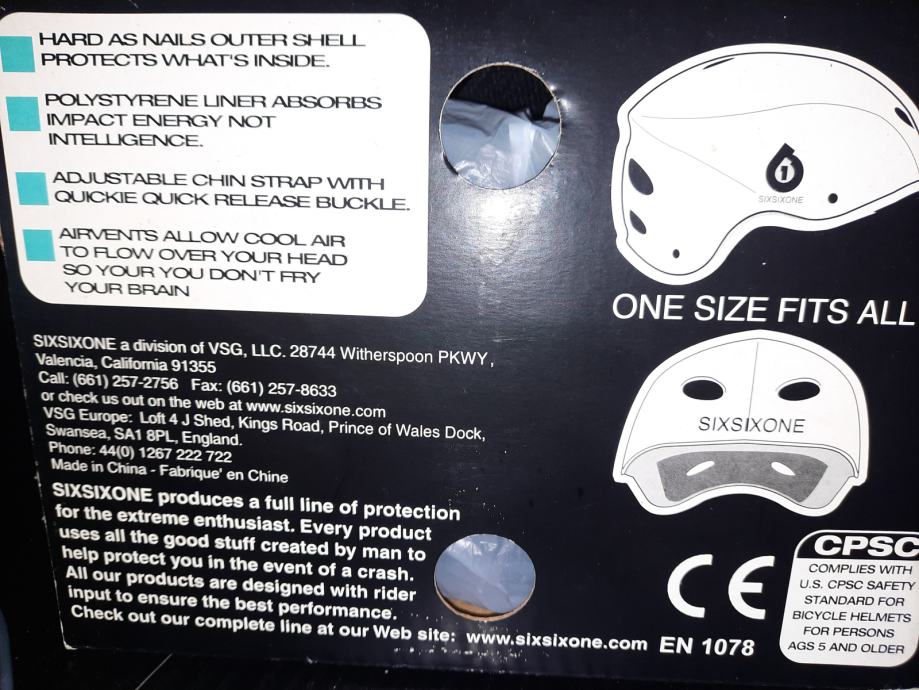 HARD AS NAILS OUTER SHELL
PROTECTS WHAT'S INSIDE.
POLYSTYRENE LINER ABSORBS
IMPACT ENERGY NOT
INTELLIGENCE.
ADJUSTABLE CHIN STRAP WITH
QUICKIE QUICK RELEASE BUCKLE.
AIRVENTS ALLOW COOL AIR
TO FLOW OVER YOUR HEAD
SO YOUR YOU DON'T FRY
YOUR BRAIN
SIXSIXONE a division of VSG, LLC. 28744 Witherspoon PKWY,
Valencia, California 91355
Call: (661) 257-2756 Fax: (661) 257-8633
or check us out on the web at www.sixsixone.com
VSG Europe: Loft 4 J Shed, Kings Road, Prince of Wales Dock,
Swansea, SA1 8PL, England.
Phone: 44(0) 1267 222 722
Made in China - Fabrique' en Chine
SIXSIXONE produces a full line of protection
for the extreme enthusiast. Every product
uses all the good stuff created by man to
help protect you in the event of a crash.
All our products are designed with rider
input to ensure the best performance.
Check out our complete line at our Web site: www.sixsixone.com
61
SIXSIXONE
ONE SIZE FITS ALL
SIXSIXONE
CE
EN 1078
CPSC
COMPLIES WITH
U.S. CPSC SAFETY
STANDARD FOR
BICYCLE HELMETS
FOR PERSONS
AGS 5 AND OLDER